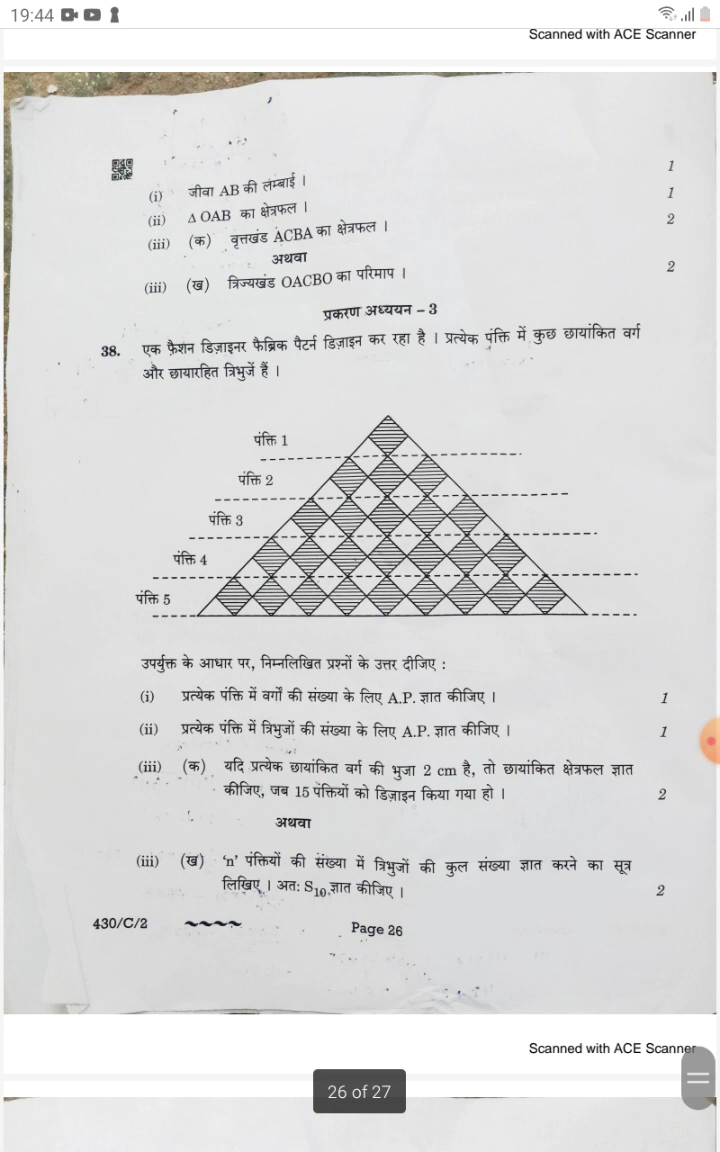 19:44
Scanned with ACE Scanner
1
(i) जीवा AB की लम्बाई ।
1
(ii) Δ OAB का क्षेत्रफल ।
2
(iii) (क) वृत्तखंड ACBA का क्षेत्रफल ।
अथवा
2
(iii) (ख) त्रिज्यखंड OACBO का परिमाप ।
प्रकरण अध्ययन – 3
38. एक फ़ैशन डिज़ाइनर फैब्रिक पैटर्न डिज़ाइन कर रहा है । प्रत्येक पंक्ति में कुछ छायांकित वर्ग
और छायारहित त्रिभुजें हैं ।
पंक्ति 1
पंक्ति 2
पंक्ति 3
पंक्ति 4
पंक्ति 5
उपर्युक्त के आधार पर, निम्नलिखित प्रश्नों के उत्तर दीजिए :
(i) प्रत्येक पंक्ति में वर्गों की संख्या के लिए A.P. ज्ञात कीजिए । 1
(ii) प्रत्येक पंक्ति में त्रिभुजों की संख्या के लिए A.P. ज्ञात कीजिए । 1
(iii) (क) यदि प्रत्येक छायांकित वर्ग की भुजा 2 cm है, तो छायांकित क्षेत्रफल ज्ञात
कीजिए, जब 15 पंक्तियों को डिज़ाइन किया गया हो । 2
अथवा
(iii) (ख) ‘n’ पंक्तियों की संख्या में त्रिभुजों की कुल संख्या ज्ञात करने का सूत्र
लिखिए । अत: S10 ज्ञात कीजिए । 2
430/C/2 Page 26
Scanned with ACE Scanner
26 of 27